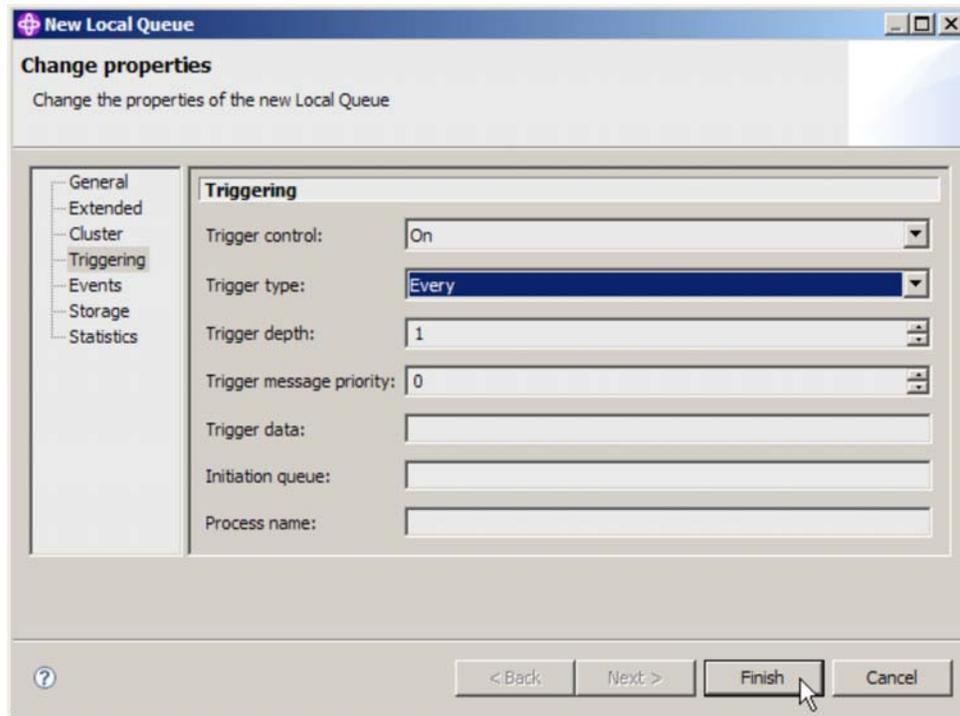 New Local Queue
Change properties
Change the properties of the new Local Queue
General
Extended
Cluster
Triggering
Events
Storage
Statistics
Triggering
Trigger control: On
Trigger type: Every
Trigger depth: 1
Trigger message priority: 0
Trigger data:
Initiation queue:
Process name:
?
< Back Next > Finish Cancel